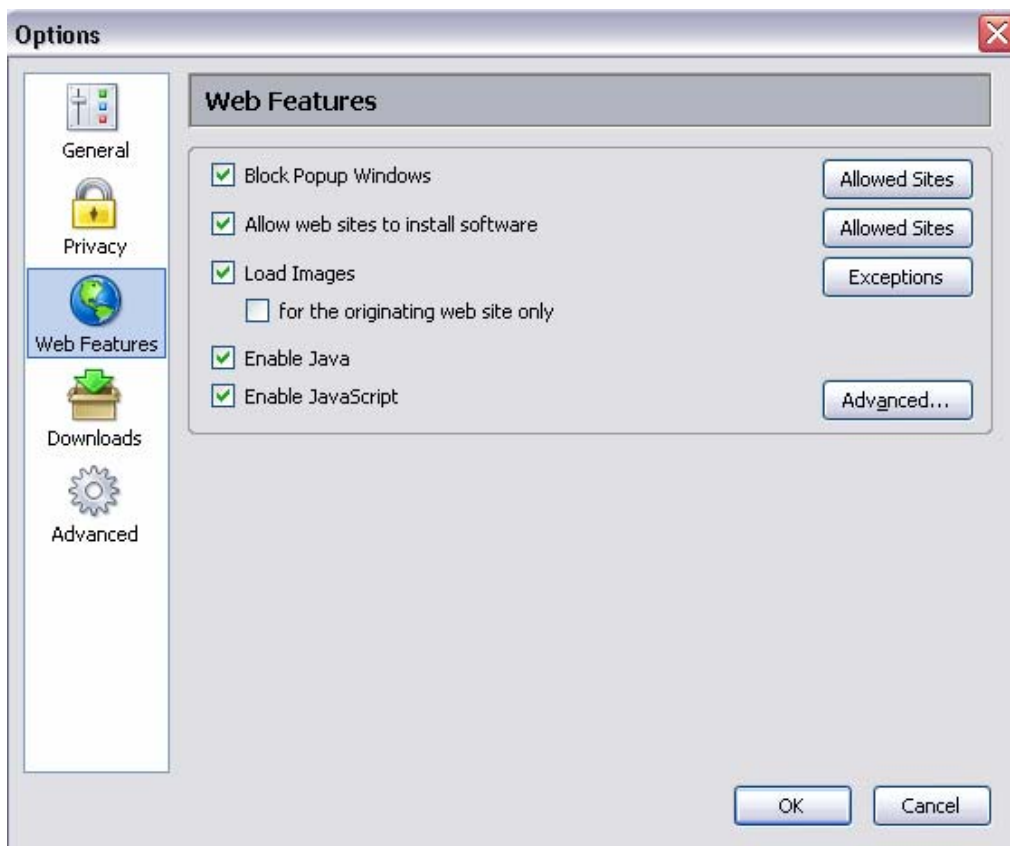 Options
General
Privacy
Web Features
Downloads
Advanced
Web Features
Block Popup Windows
Allowed Sites
Allow web sites to install software
Allowed Sites
Load Images
Exceptions
for the originating web site only
Enable Java
Enable JavaScript
Advanced...
OK
Cancel